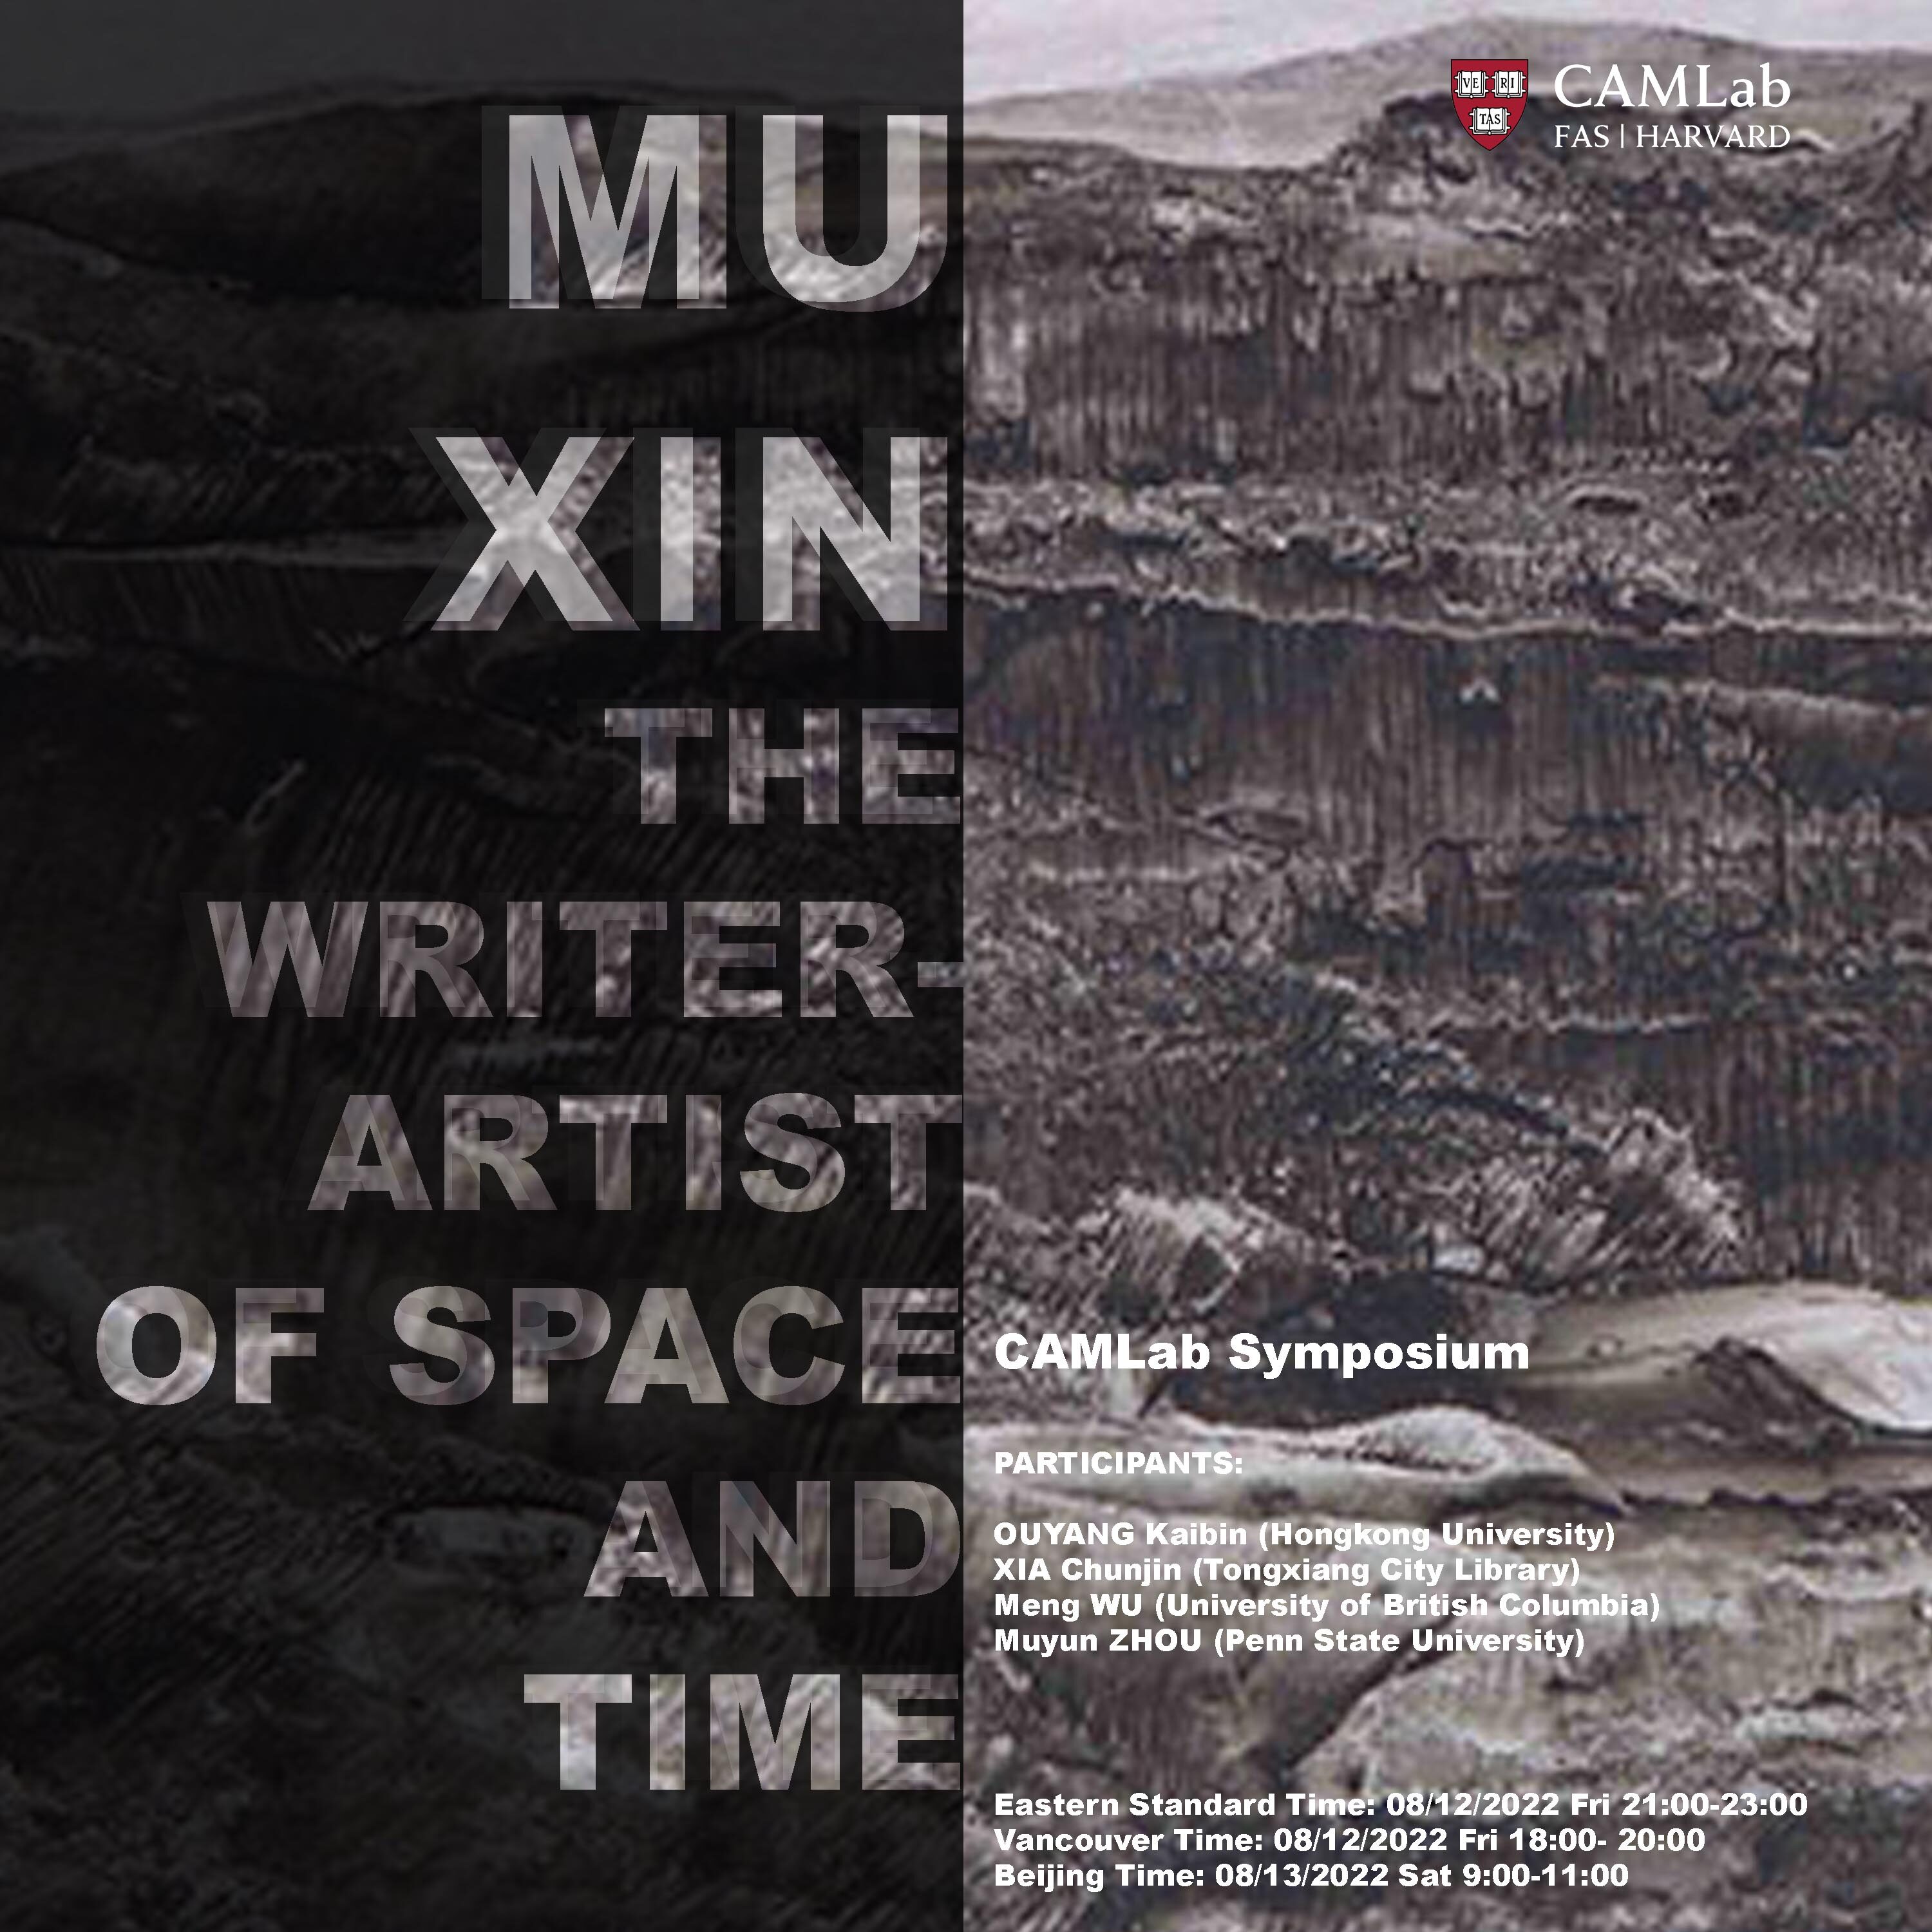 MU
XIN
THE
WRITER-
ARTIST
OF SPACE
AND
TIME
VE RI
TAS
CAMLab
FAS | HARVARD
CAMLab Symposium
PARTICIPANTS:
OUYANG Kaibin (Hongkong University)
XIA Chunjin (Tongxiang City Library)
Meng WU (University of British Columbia)
Muyun ZHOU (Penn State University)
Eastern Standard Time: 08/12/2022 Fri 21:00-23:00
Vancouver Time: 08/12/2022 Fri 18:00- 20:00
Beijing Time: 08/13/2022 Sat 9:00-11:00